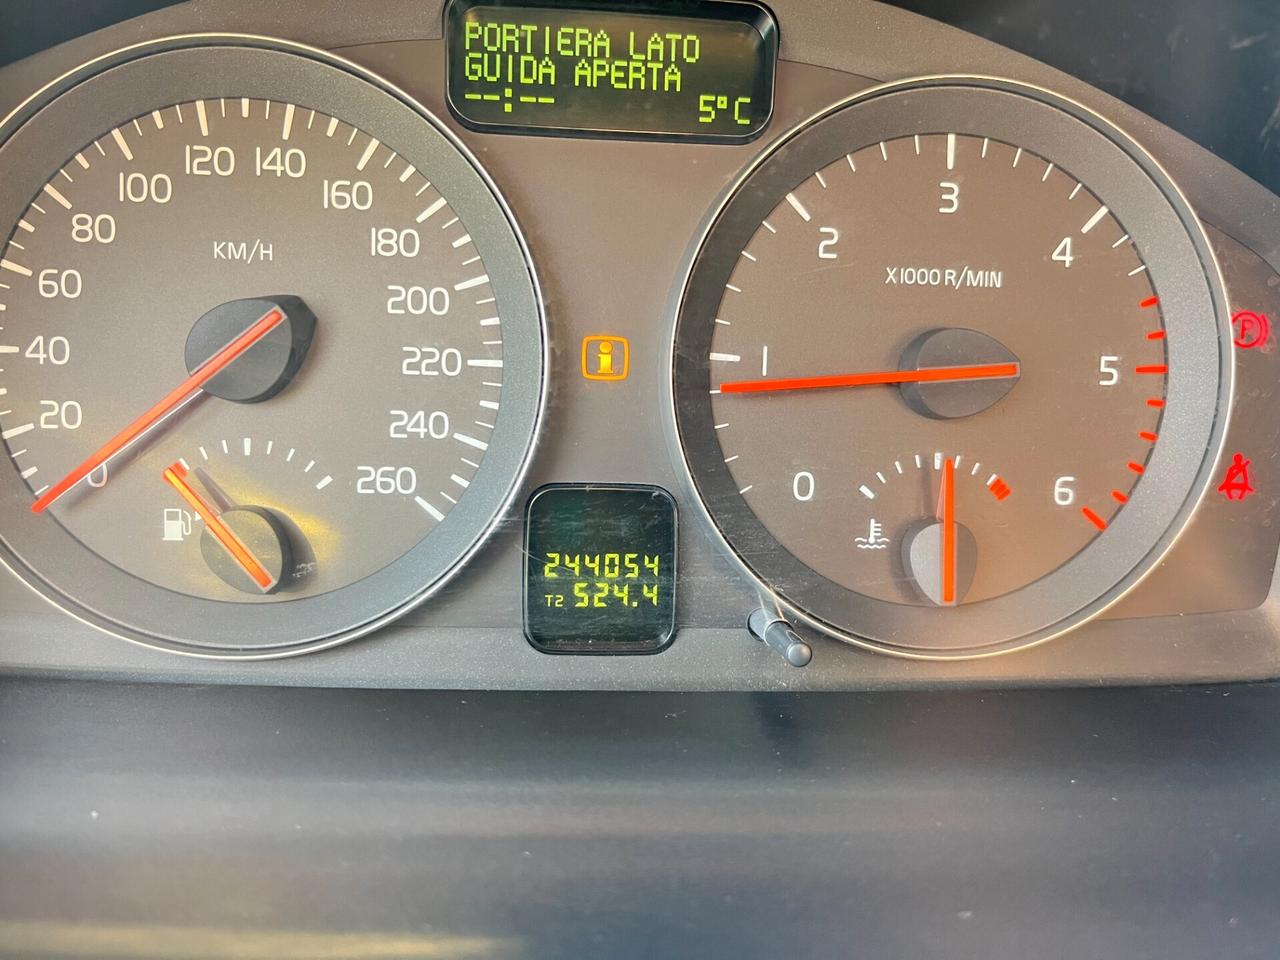 PORTIERA LATO
GUIDA APERTA
--:-- 5°C
0
20
40
60
80
100
120
140
160
180
200
220
240
260
KM/H
i
0
1
2
3
4
5
6
X1000 R/MIN
P
244054
T2 524.4